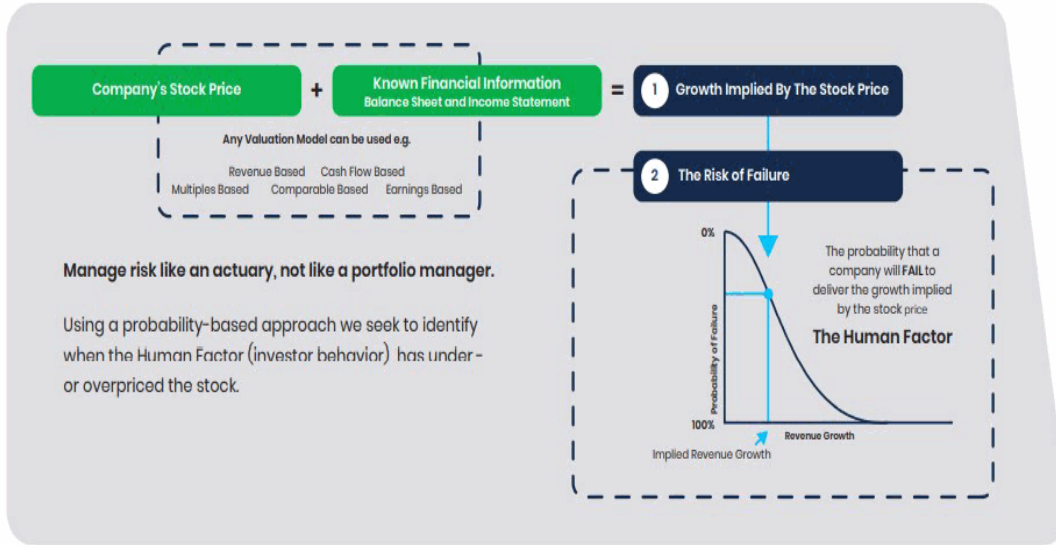 Company's Stock Price
+
Known Financial Information
Balance Sheet and Income Statement
=
1
Growth Implied By The Stock Price
Any Valuation Model can be used e.g.
Revenue Based Cash Flow Based
Multiples Based Comparable Based Earnings Based
2
The Risk of Failure
Manage risk like an actuary, not like a portfolio manager.
Using a probability-based approach we seek to identify
when the Human Factor (investor behavior) has under-
or overpriced the stock.
0%
Probability of Failure
100%
Revenue Growth
Implied Revenue Growth
The probability that a
company will FAIL to
deliver the growth implied
by the stock price
The Human Factor